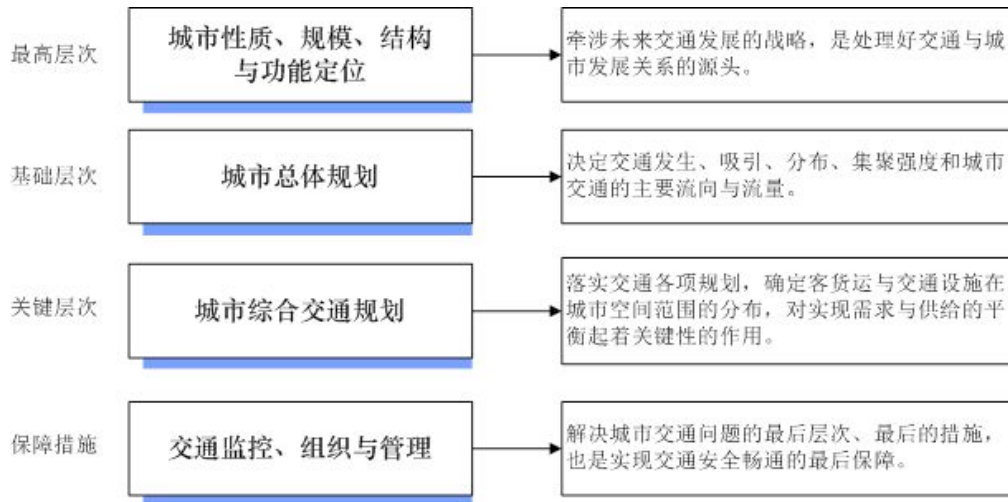 最高层次
城市性质、规模、结构
与功能定位
牵涉未来交通发展的战略，是处理好交通与城
市发展关系的源头。
基础层次
城市总体规划
决定交通发生、吸引、分布、集聚强度和城市
交通的主要流向与流量。
关键层次
城市综合交通规划
落实交通各项规划，确定客货运与交通设施在
城市空间范围的分布，对实现需求与供给的平
衡起着关键性的作用。
保障措施
交通监控、组织与管理
解决城市交通问题的最后层次、最后的措施，
也是实现交通安全畅通的最后保障。